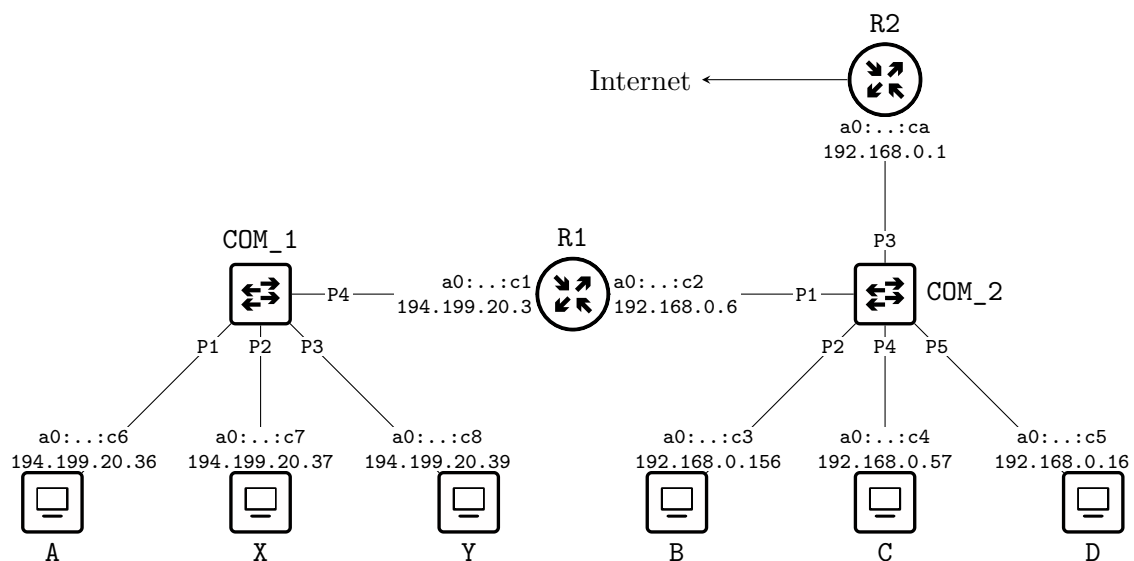 R2
Internet
a0:..:ca
192.168.0.1
P3
COM_1
R1
a0:..:c1
194.199.20.3
a0:..:c2
192.168.0.6
P4
P1
COM_2
P1
P2
P3
P2
P4
P5
a0:..:c6
194.199.20.36
a0:..:c7
194.199.20.37
a0:..:c8
194.199.20.39
a0:..:c3
192.168.0.156
a0:..:c4
192.168.0.57
a0:..:c5
192.168.0.16
A
X
Y
B
C
D